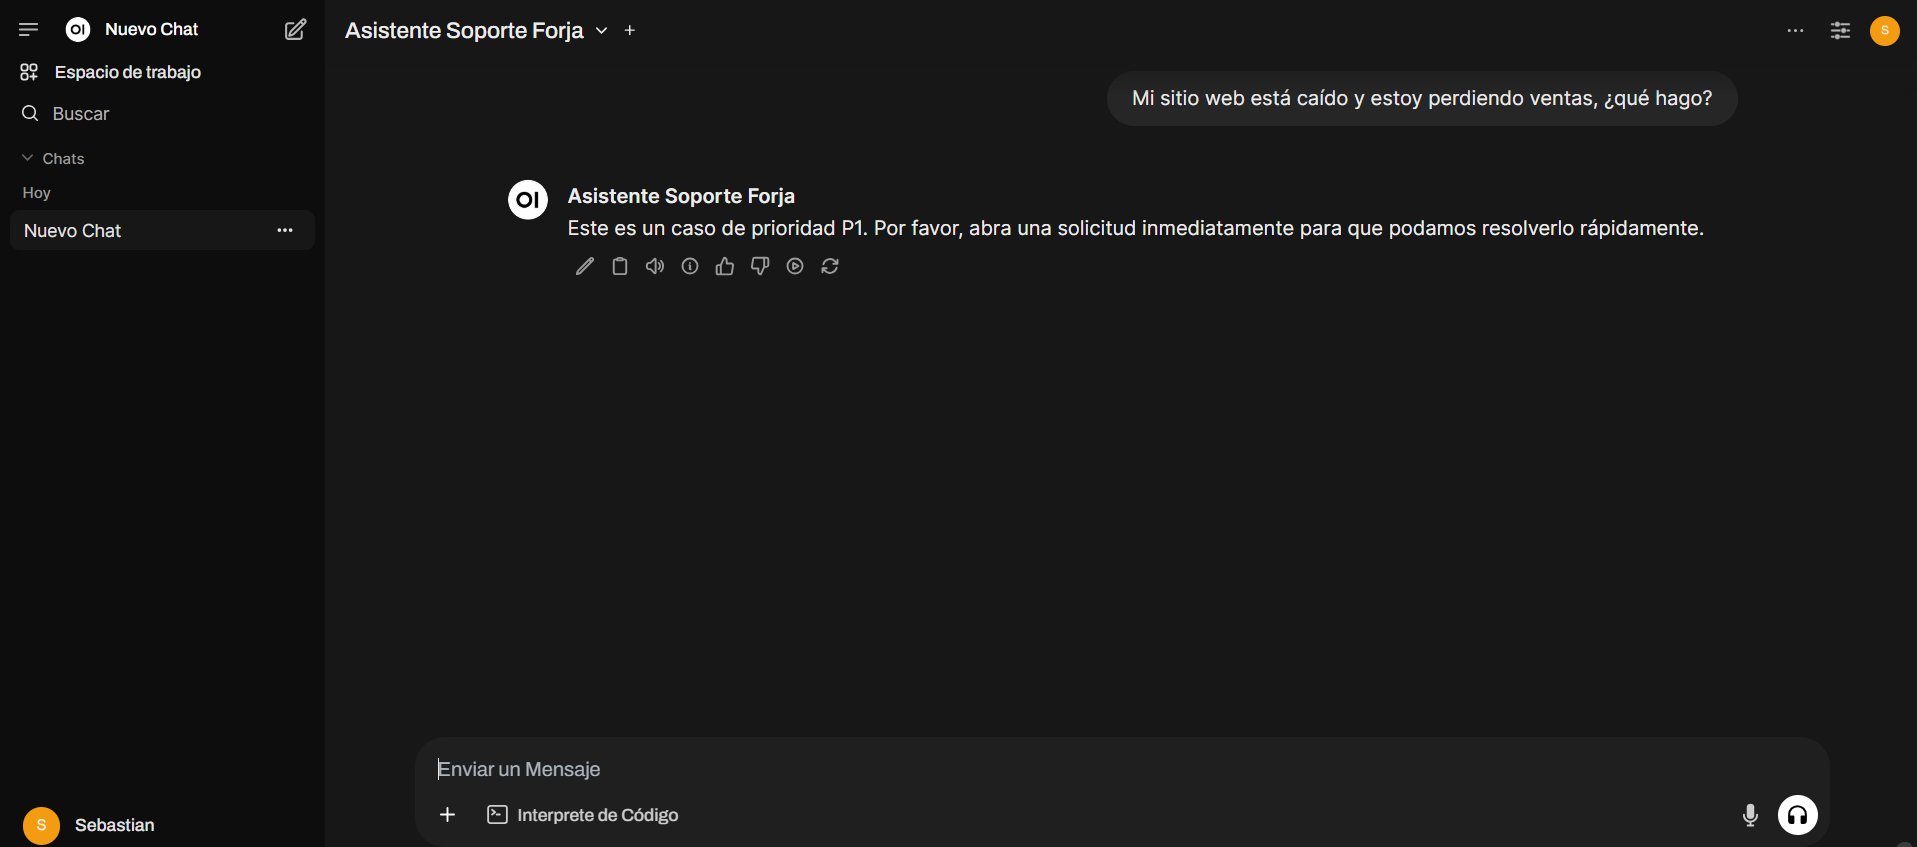 OI Nuevo Chat
Espacio de trabajo
Buscar
Chats
Hoy
Nuevo Chat
S Sebastian
Asistente Soporte Forja
S
Mi sitio web está caído y estoy perdiendo ventas, ¿qué hago?
OI Asistente Soporte Forja
Este es un caso de prioridad P1. Por favor, abra una solicitud inmediatamente para que podamos resolverlo rápidamente.
Enviar un Mensaje
Interprete de Código